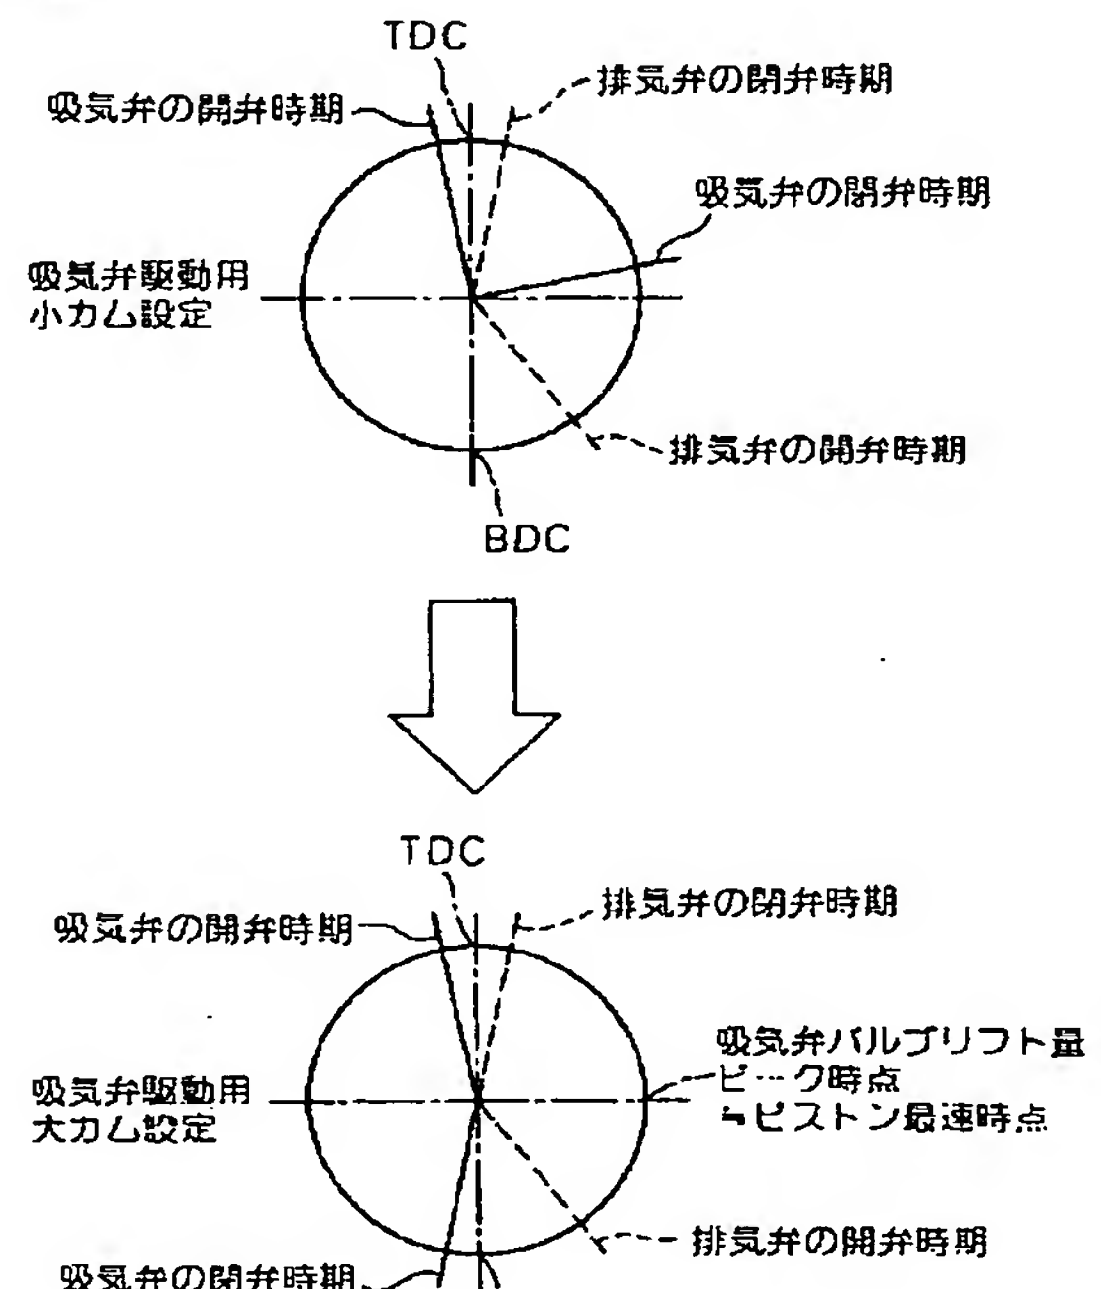 TDC
排気弁の閉弁時期
吸気弁の開弁時期
吸気弁の閉弁時期
吸気弁駆動用
小カム設定
排気弁の開弁時期
BDC
TDC
排気弁の閉弁時期
吸気弁の開弁時期
吸気弁バルブリフト量
ピーク時点
≒ピストン最速時点
吸気弁駆動用
大カム設定
排気弁の開弁時期
吸気弁の閉弁時期